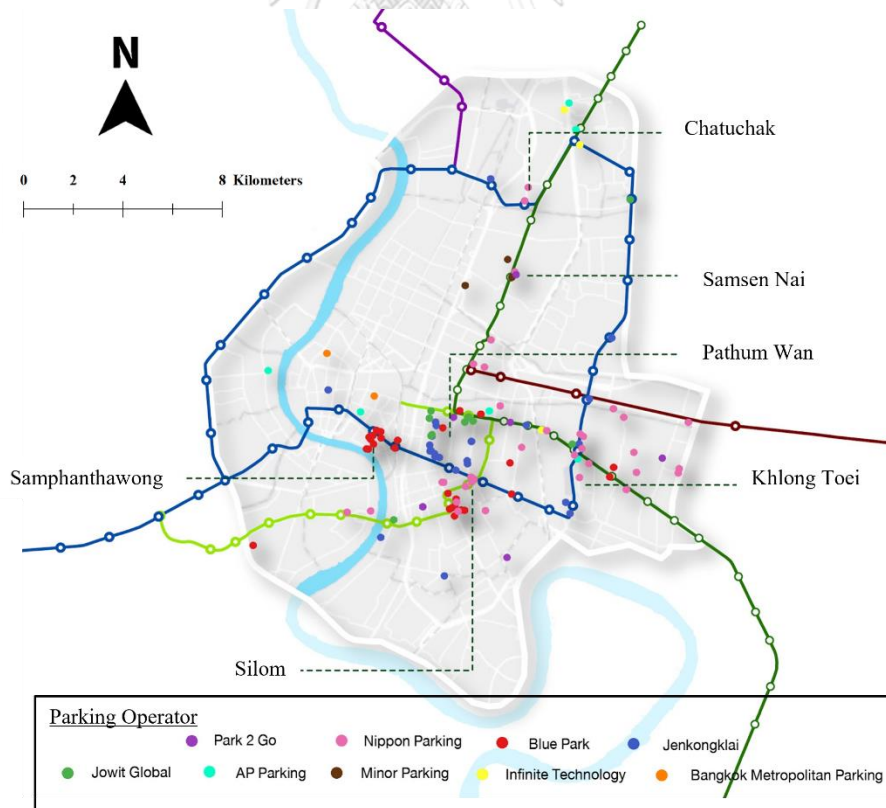 N
0 2 4 8 Kilometers
Chatuchak
Samsen Nai
Pathum Wan
Samphanthawong
Khlong Toei
Silom
Parking Operator
Park 2 Go Nippon Parking Blue Park Jenkongklai
Jowit Global AP Parking Minor Parking Infinite Technology Bangkok Metropolitan Parking